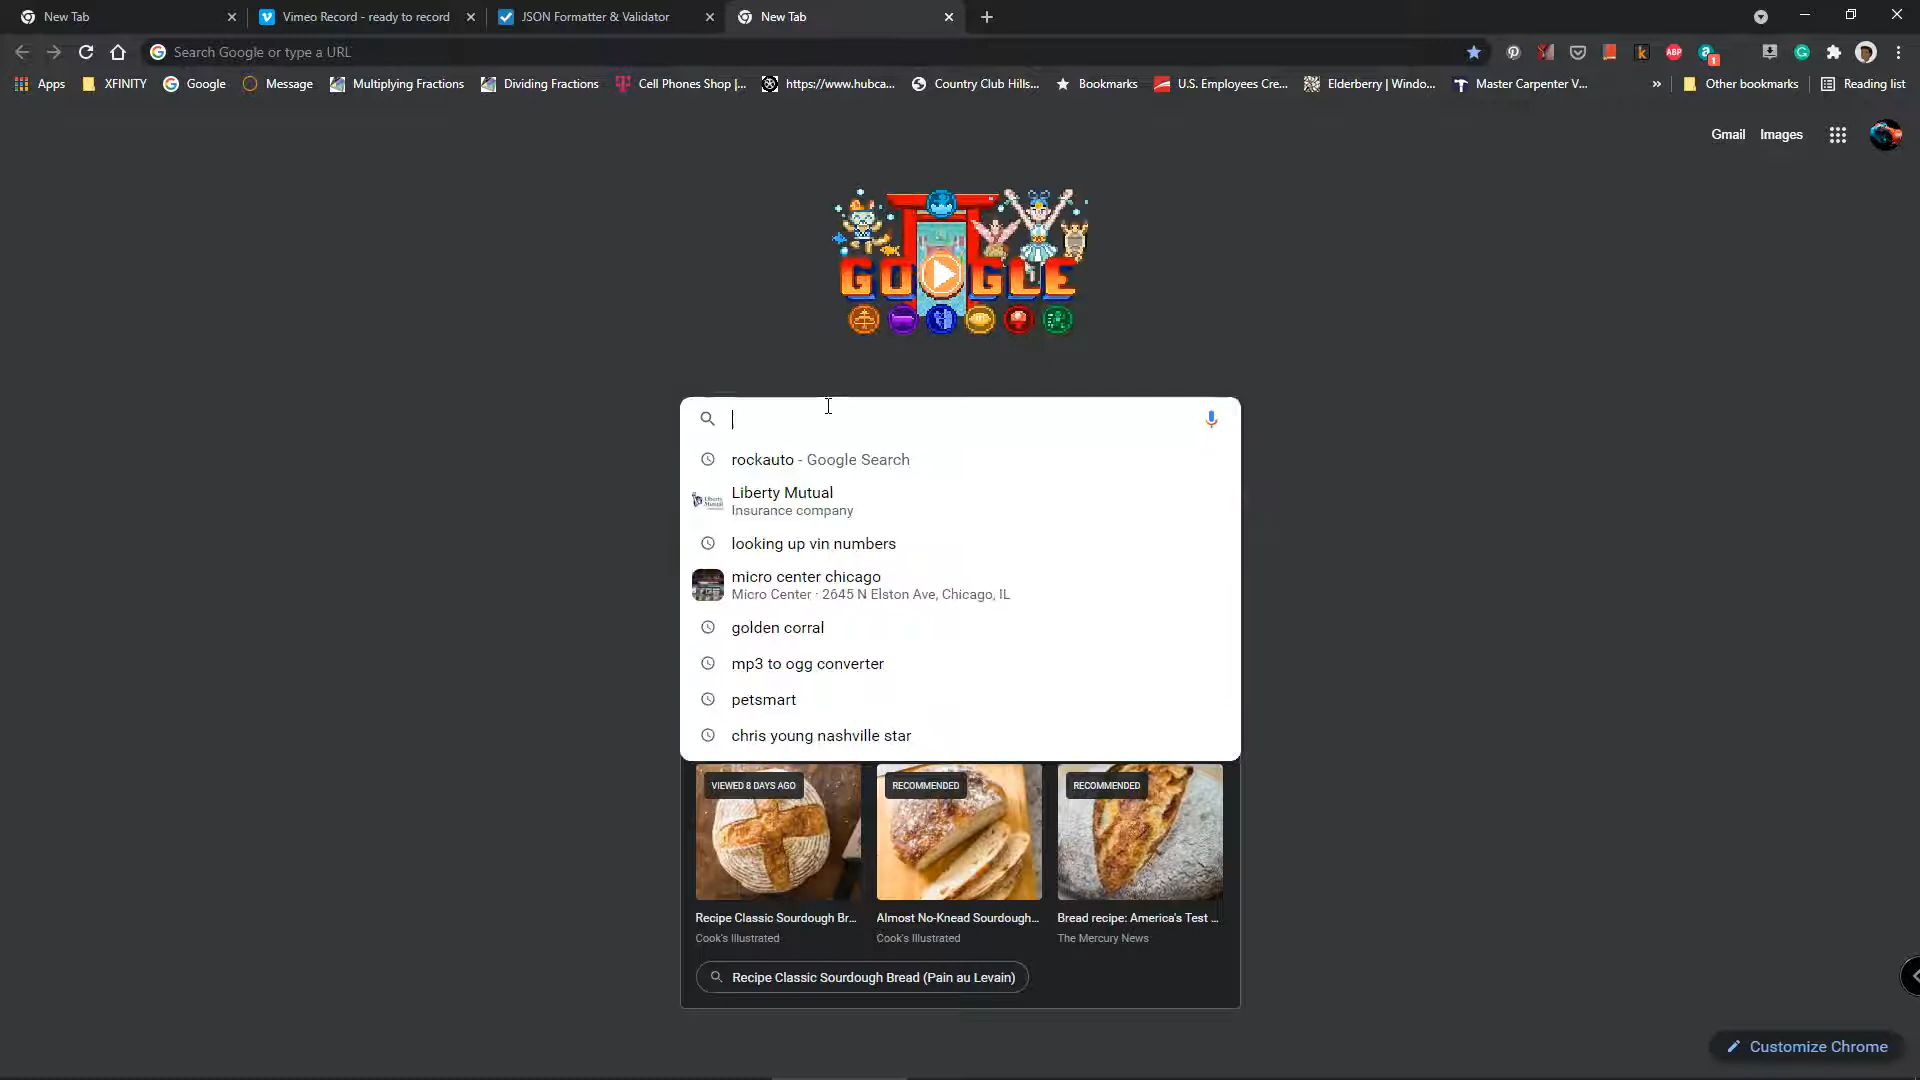 New Tab
Vimeo Record - ready to record
JSON Formatter & Validator
New Tab
Search Google or type a URL
ABP
1
Apps
XFINITY
Google
Message
Multiplying Fractions
Dividing Fractions
Cell Phones Shop |...
https://www.hubca...
Country Club Hills...
Bookmarks
U.S. Employees Cre...
Elderberry | Windo...
Master Carpenter V...
»
Other bookmarks
Reading list
Gmail
Images
GOOGLE
rockauto - Google Search
Liberty Mutual
Insurance company
looking up vin numbers
micro center chicago
Micro Center · 2645 N Elston Ave, Chicago, IL
golden corral
mp3 to ogg converter
petsmart
chris young nashville star
VIEWED 8 DAYS AGO
RECOMMENDED
RECOMMENDED
Recipe Classic Sourdough Br...
Almost No-Knead Sourdough...
Bread recipe: America's Test ...
Cook's Illustrated
Cook's Illustrated
The Mercury News
Recipe Classic Sourdough Bread (Pain au Levain)
Customize Chrome